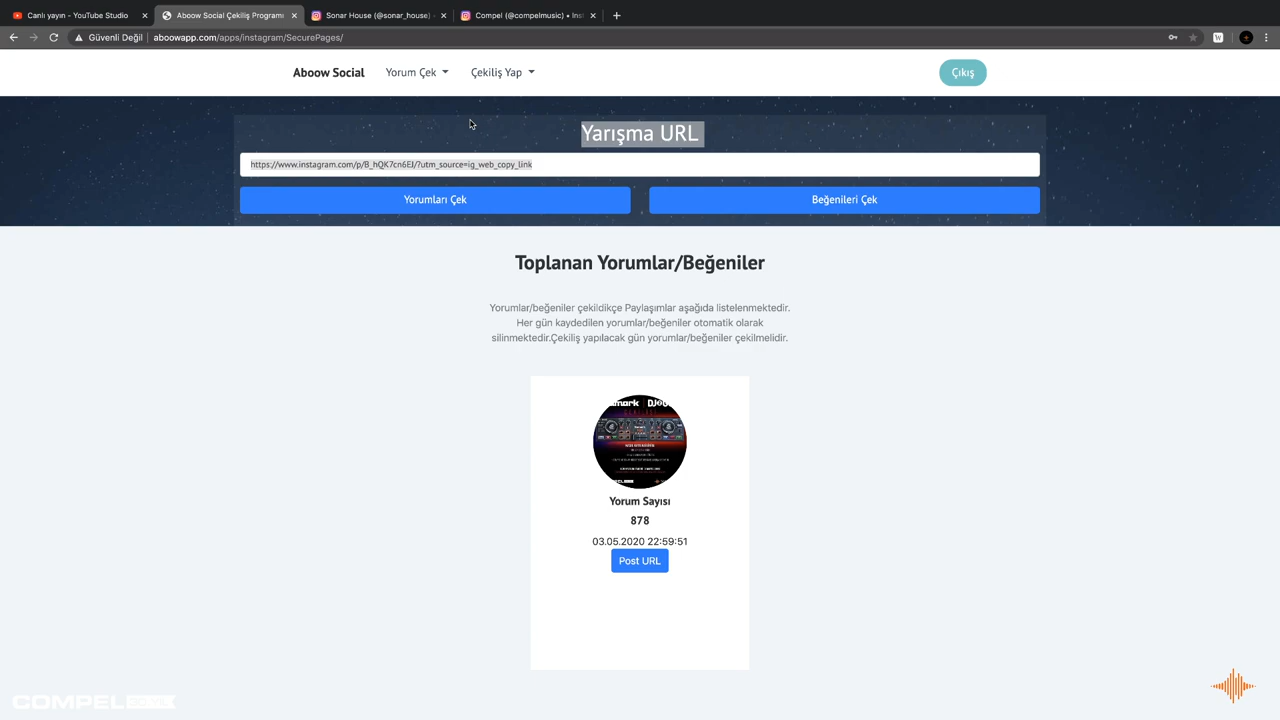 Canlı yayın - YouTube Studio
Aboow Social Çekiliş Programı
Sonar House (@sonar_house) •
Compel (@compelmusic) • Inst
Güvenli Değil
aboowapp.com/apps/instagram/SecurePages/
Aboow Social
Yorum Çek
Çekiliş Yap
Çıkış
Yarışma URL
https://www.instagram.com/p/B_hQK7cn6EJ/?utm_source=ig_web_copy_link
Yorumları Çek
Beğenileri Çek
Toplanan Yorumlar/Beğeniler
Yorumlar/beğeniler çekildikçe Paylaşımlar aşağıda listelenmektedir.
Her gün kaydedilen yorumlar/beğeniler otomatik olarak
silinmektedir.Çekiliş yapılacak gün yorumlar/beğeniler çekilmelidir.
Yorum Sayısı
878
03.05.2020 22:59:51
Post URL
COMPEL